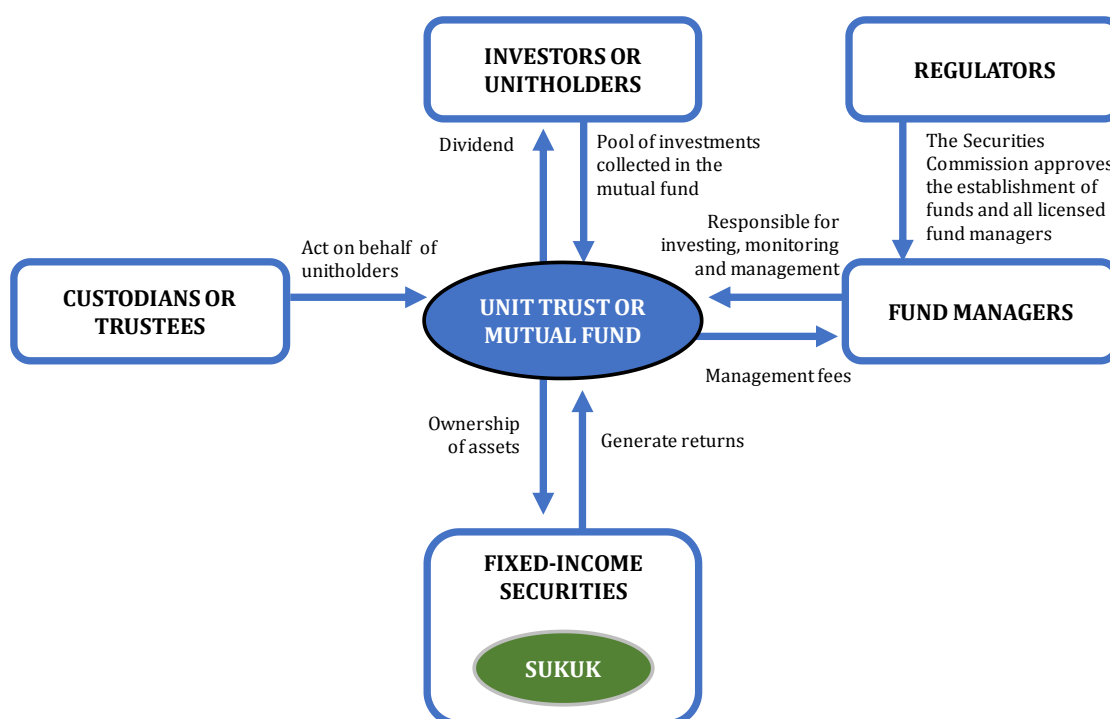 INVESTORS OR
UNITHOLDERS
REGULATORS
Dividend
Pool of investments
collected in the
mutual fund
The Securities
Commission approves
the establishment of
funds and all licensed
fund managers
Responsible for
investing, monitoring
and management
Act on behalf of
unitholders
CUSTODIANS OR
TRUSTEES
UNIT TRUST OR
MUTUAL FUND
FUND MANAGERS
Management fees
Ownership
of assets
Generate returns
FIXED-INCOME
SECURITIES
SUKUK